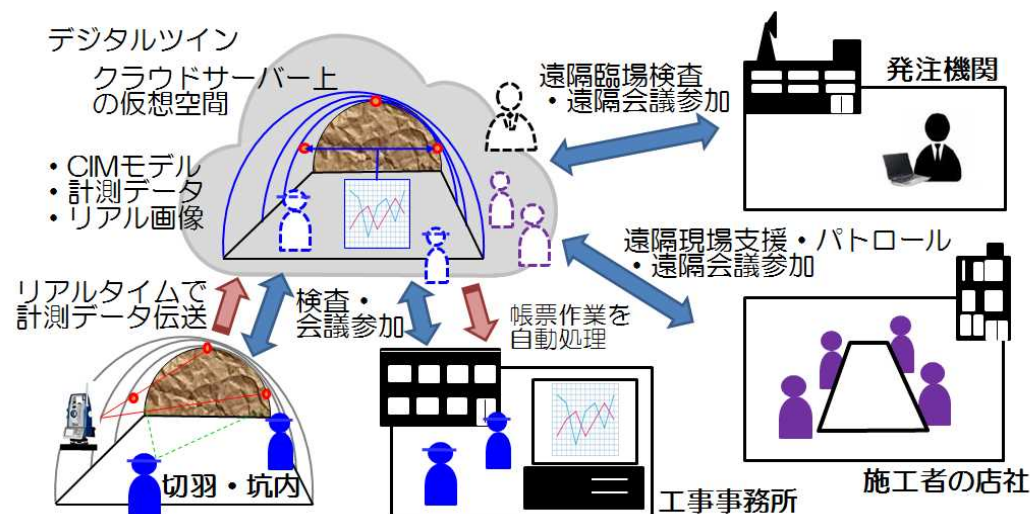 デジタルツイン
クラウドサーバー上
の仮想空間
・CIMモデル
・計測データ
・リアル画像
遠隔臨場検査
・遠隔会議参加
発注機関
リアルタイムで
計測データ伝送
検査・
会議参加
帳票作業を
自動処理
遠隔現場支援・パトロール
・遠隔会議参加
切羽・坑内
工事事務所
施工者の店社